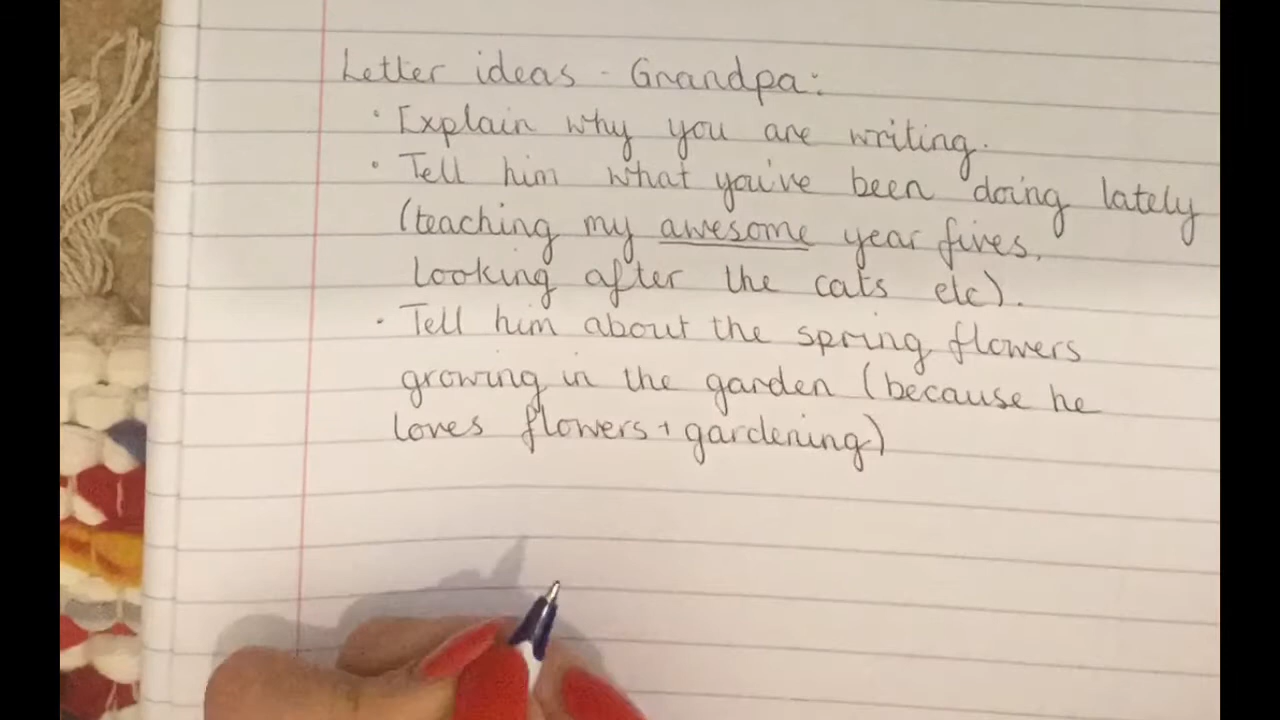 Letter ideas - Grandpa:
• Explain why you are writing.
• Tell him what you've been doing lately
(teaching my awesome year fives,
looking after the cats etc).
• Tell him about the spring flowers
growing in the garden (because he
loves flowers + gardening)